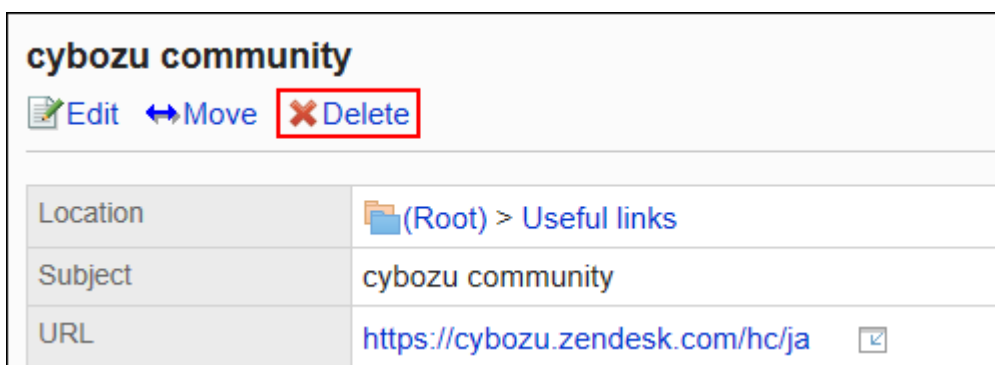 cybozu community
Edit Move Delete
Location (Root) > Useful links
Subject cybozu community
URL https://cybozu.zendesk.com/hc/ja